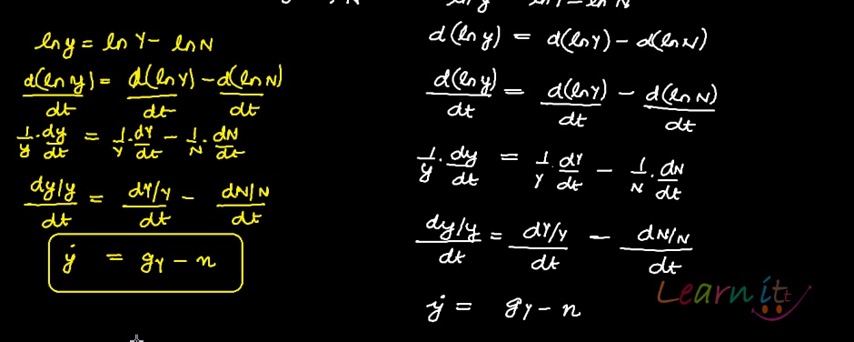 ln y = ln Y - ln N
d(ln y)/dt = d(ln Y)/dt - d(ln N)/dt
1/y · dy/dt = 1/Y · dY/dt - 1/N · dN/dt
dy/y / dt = dY/Y / dt - dN/N / dt
ẏ = gY - n
d(ln y) = d(ln Y) - d(ln N)
d(ln y)/dt = d(ln Y)/dt - d(ln N)/dt
1/y · dy/dt = 1/Y · dY/dt - 1/N · dN/dt
dy/y / dt = dY/Y / dt - dN/N / dt
ẏ = gY - n
Learn itt